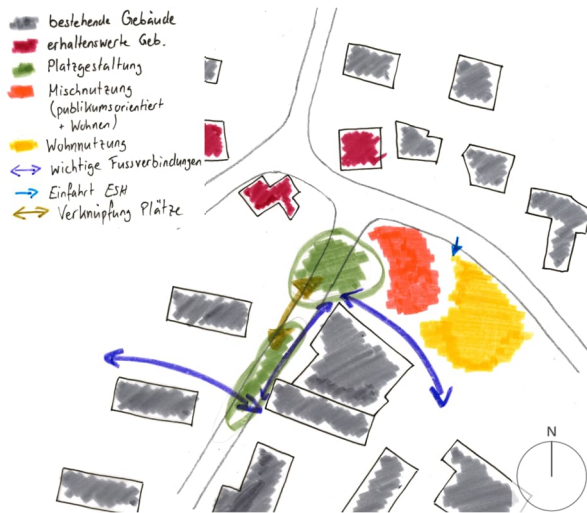 bestehende Gebäude
erhaltenswerte Geb.
Platzgestaltung
Mischnutzung
(publikumsorientiert
+ Wohnen)
Wohnnutzung
wichtige Fussverbindungen
Einfahrt ESH
Verknüpfung Plätze
N